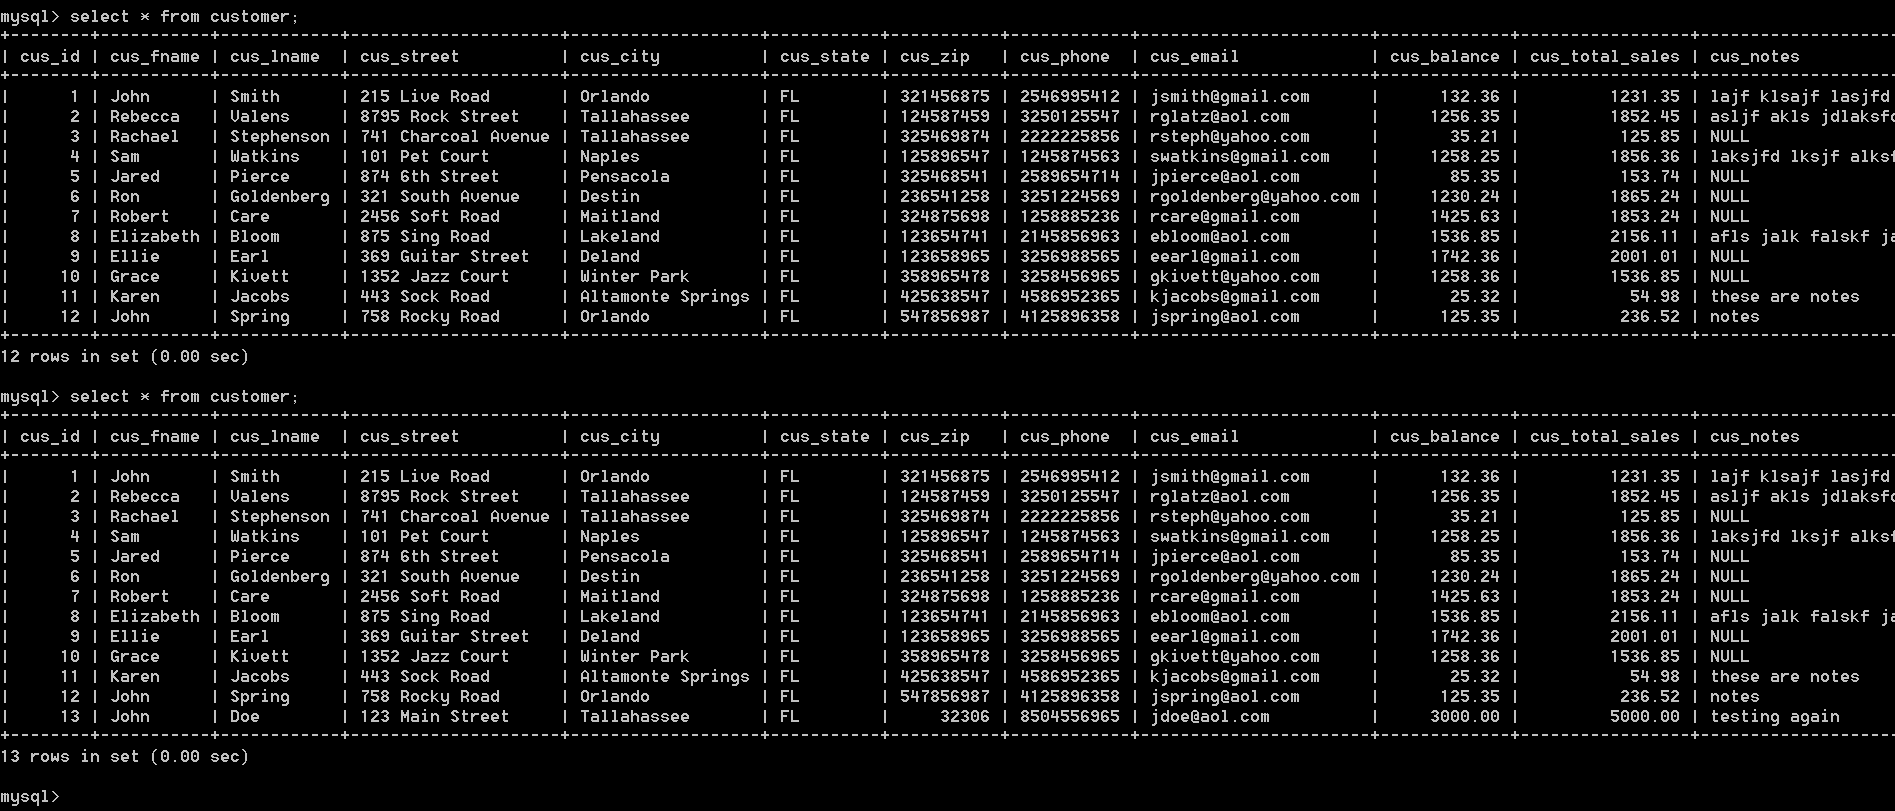 mysql> select * from customer;
+--------+-----------+-------------+---------------------+-------------------+-----------+-----------+------------+-----------------------+-------------+-----------------+--------------------
| cus_id | cus_fname | cus_lname   | cus_street          | cus_city          | cus_state | cus_zip   | cus_phone  | cus_email             | cus_balance | cus_total_sales | cus_notes
+--------+-----------+-------------+---------------------+-------------------+-----------+-----------+------------+-----------------------+-------------+-----------------+--------------------
|      1 | John      | Smith       | 215 Live Road       | Orlando           | FL        | 321456875 | 2546995412 | jsmith@gmail.com      |      132.36 |         1231.35 | lajf klsajf lasjfd
|      2 | Rebecca   | Valens      | 8795 Rock Street    | Tallahassee       | FL        | 124587459 | 3250125547 | rglatz@aol.com        |     1256.35 |         1852.45 | asljf akls jdlaksfd
|      3 | Rachael   | Stephenson  | 741 Charcoal Avenue | Tallahassee       | FL        | 325469874 | 2222225856 | rsteph@yahoo.com      |       35.21 |          125.85 | NULL
|      4 | Sam       | Watkins     | 101 Pet Court       | Naples            | FL        | 125896547 | 1245874563 | swatkins@gmail.com    |     1258.25 |         1856.36 | laksjfd lksjf alksf
|      5 | Jared     | Pierce      | 874 6th Street      | Pensacola         | FL        | 325468541 | 2589654714 | jpierce@aol.com       |       85.35 |          153.74 | NULL
|      6 | Ron       | Goldenberg  | 321 South Avenue    | Destin            | FL        | 236541258 | 3251224569 | rgoldenberg@yahoo.com |     1230.24 |         1865.24 | NULL
|      7 | Robert    | Care        | 2456 Soft Road      | Maitland          | FL        | 324875698 | 1258885236 | rcare@gmail.com       |     1425.63 |         1853.24 | NULL
|      8 | Elizabeth | Bloom       | 875 Sing Road       | Lakeland          | FL        | 123654741 | 2145856963 | ebloom@aol.com        |     1536.85 |         2156.11 | afls jalk falskf ja
|      9 | Ellie     | Earl        | 369 Guitar Street   | Deland            | FL        | 123658965 | 3256988565 | eearl@gmail.com       |     1742.36 |         2001.01 | NULL
|     10 | Grace     | Kivett      | 1352 Jazz Court     | Winter Park       | FL        | 358965478 | 3258456965 | gkivett@yahoo.com     |     1258.36 |         1536.85 | NULL
|     11 | Karen     | Jacobs      | 443 Sock Road       | Altamonte Springs | FL        | 425638547 | 4586952365 | kjacobs@gmail.com     |       25.32 |           54.98 | these are notes
|     12 | John      | Spring      | 758 Rocky Road      | Orlando           | FL        | 547856987 | 4125896358 | jspring@aol.com       |      125.35 |          236.52 | notes
+--------+-----------+-------------+---------------------+-------------------+-----------+-----------+------------+-----------------------+-------------+-----------------+--------------------
12 rows in set (0.00 sec)
mysql> select * from customer;
+--------+-----------+-------------+---------------------+-------------------+-----------+-----------+------------+-----------------------+-------------+-----------------+--------------------
| cus_id | cus_fname | cus_lname   | cus_street          | cus_city          | cus_state | cus_zip   | cus_phone  | cus_email             | cus_balance | cus_total_sales | cus_notes
+--------+-----------+-------------+---------------------+-------------------+-----------+-----------+------------+-----------------------+-------------+-----------------+--------------------
|      1 | John      | Smith       | 215 Live Road       | Orlando           | FL        | 321456875 | 2546995412 | jsmith@gmail.com      |      132.36 |         1231.35 | lajf klsajf lasjfd
|      2 | Rebecca   | Valens      | 8795 Rock Street    | Tallahassee       | FL        | 124587459 | 3250125547 | rglatz@aol.com        |     1256.35 |         1852.45 | asljf akls jdlaksfd
|      3 | Rachael   | Stephenson  | 741 Charcoal Avenue | Tallahassee       | FL        | 325469874 | 2222225856 | rsteph@yahoo.com      |       35.21 |          125.85 | NULL
|      4 | Sam       | Watkins     | 101 Pet Court       | Naples            | FL        | 125896547 | 1245874563 | swatkins@gmail.com    |     1258.25 |         1856.36 | laksjfd lksjf alksf
|      5 | Jared     | Pierce      | 874 6th Street      | Pensacola         | FL        | 325468541 | 2589654714 | jpierce@aol.com       |       85.35 |          153.74 | NULL
|      6 | Ron       | Goldenberg  | 321 South Avenue    | Destin            | FL        | 236541258 | 3251224569 | rgoldenberg@yahoo.com |     1230.24 |         1865.24 | NULL
|      7 | Robert    | Care        | 2456 Soft Road      | Maitland          | FL        | 324875698 | 1258885236 | rcare@gmail.com       |     1425.63 |         1853.24 | NULL
|      8 | Elizabeth | Bloom       | 875 Sing Road       | Lakeland          | FL        | 123654741 | 2145856963 | ebloom@aol.com        |     1536.85 |         2156.11 | afls jalk falskf ja
|      9 | Ellie     | Earl        | 369 Guitar Street   | Deland            | FL        | 123658965 | 3256988565 | eearl@gmail.com       |     1742.36 |         2001.01 | NULL
|     10 | Grace     | Kivett      | 1352 Jazz Court     | Winter Park       | FL        | 358965478 | 3258456965 | gkivett@yahoo.com     |     1258.36 |         1536.85 | NULL
|     11 | Karen     | Jacobs      | 443 Sock Road       | Altamonte Springs | FL        | 425638547 | 4586952365 | kjacobs@gmail.com     |       25.32 |           54.98 | these are notes
|     12 | John      | Spring      | 758 Rocky Road      | Orlando           | FL        | 547856987 | 4125896358 | jspring@aol.com       |      125.35 |          236.52 | notes
|     13 | John      | Doe         | 123 Main Street     | Tallahassee       | FL        |     32306 | 8504556965 | jdoe@aol.com          |     3000.00 |         5000.00 | testing again
+--------+-----------+-------------+---------------------+-------------------+-----------+-----------+------------+-----------------------+-------------+-----------------+--------------------
13 rows in set (0.00 sec)
mysql>